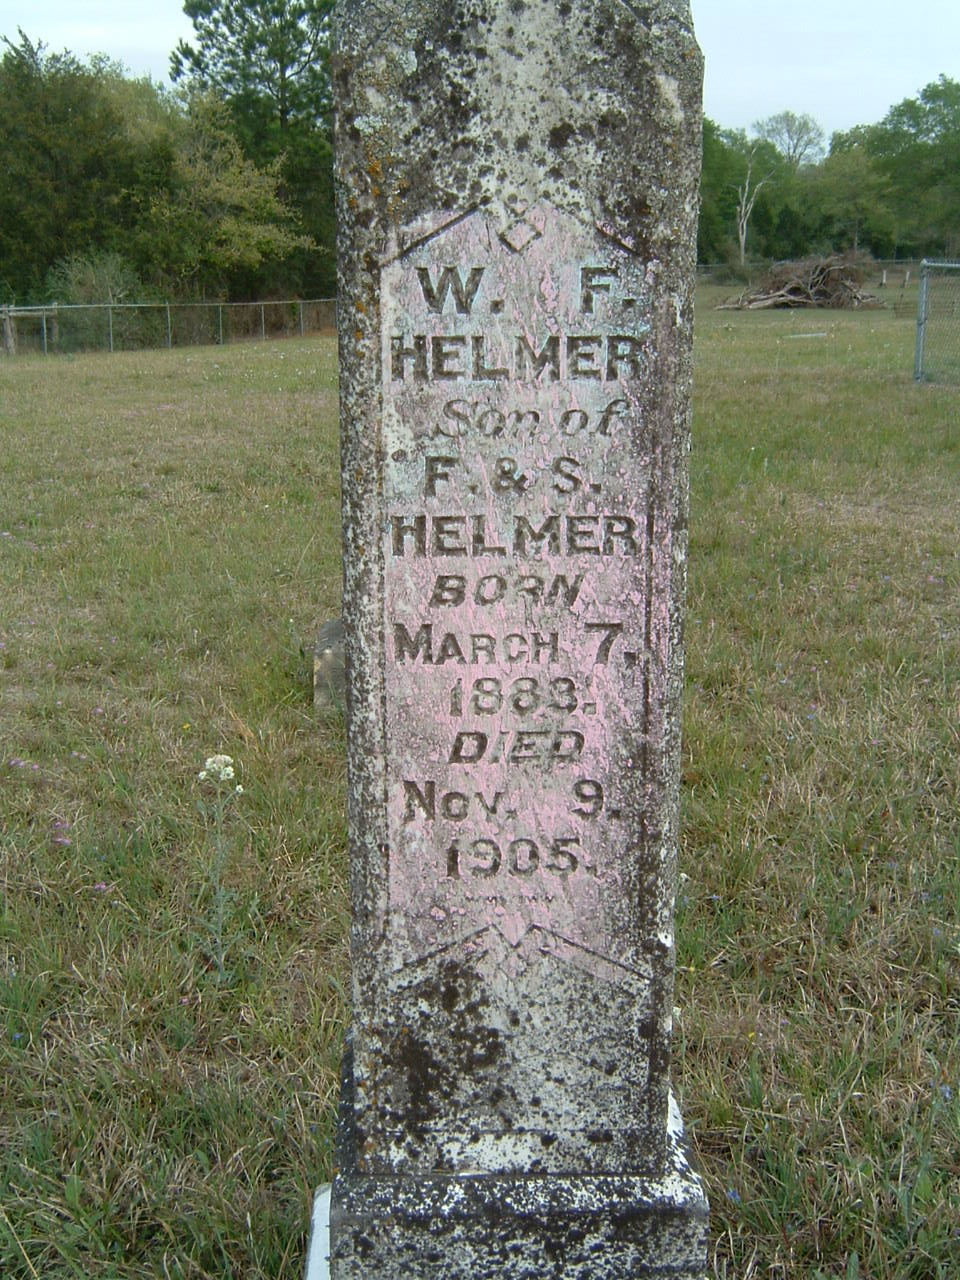 W. F.
HELMER
Son of
F. & S.
HELMER
BORN
MARCH 7,
1883.
DIED
NOV. 9.
1905.